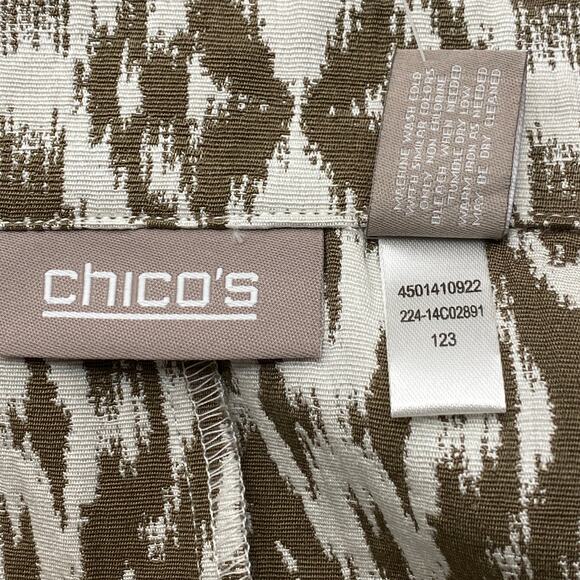 chico's
MACHINE WASH COLD
WITH SIMILAR COLORS
ONLY NON-CHLORINE
BLEACH WHEN NEEDED
TUMBLE DRY LOW
WARM IRON AS NEEDED
MAY BE DRY CLEANED
4501410922
224-14C02891
123